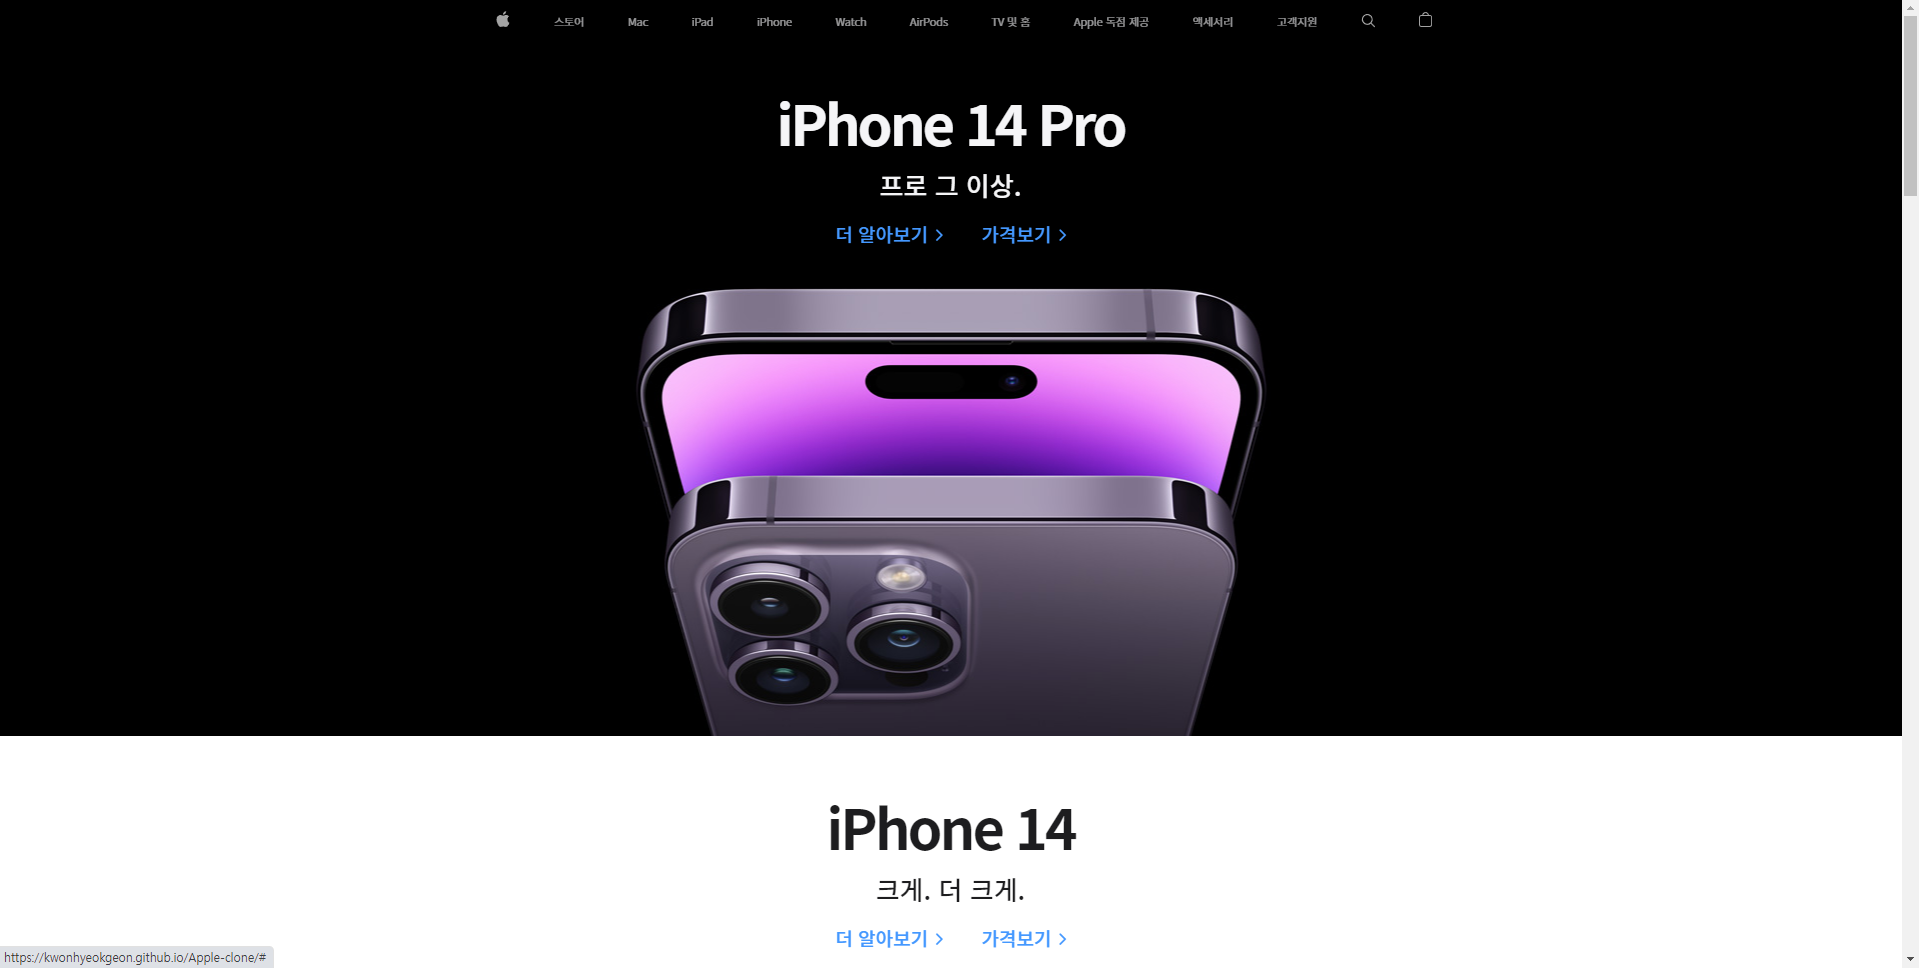 스토어 Mac iPad iPhone Watch AirPods TV 및 홈 Apple 독점 제공 액세서리 고객지원
iPhone 14 Pro
프로 그 이상.
더 알아보기 > 가격보기 >
iPhone 14
크게. 더 크게.
더 알아보기 > 가격보기 >
https://kwonhyeokgeon.github.io/Apple-clone/#